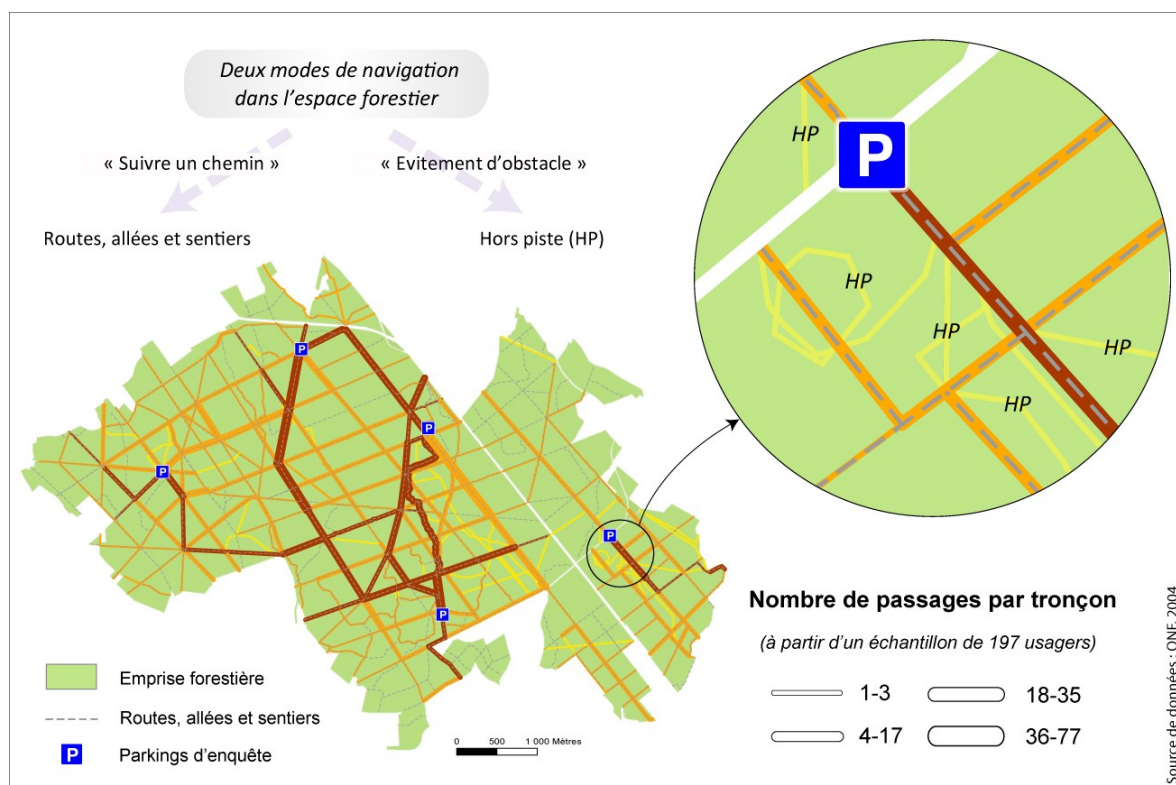 Deux modes de navigation
dans l'espace forestier
« Suivre un chemin »
« Evitement d'obstacle »
Routes, allées et sentiers
Hors piste (HP)
HP
P
HP
HP
HP
HP
P
P
P
P
P
Emprise forestière
Routes, allées et sentiers
P
Parkings d'enquête
0 500 1 000 Mètres
Nombre de passages par tronçon
(à partir d'un échantillon de 197 usagers)
1-3
18-35
4-17
36-77
Source de données : ONF, 2004